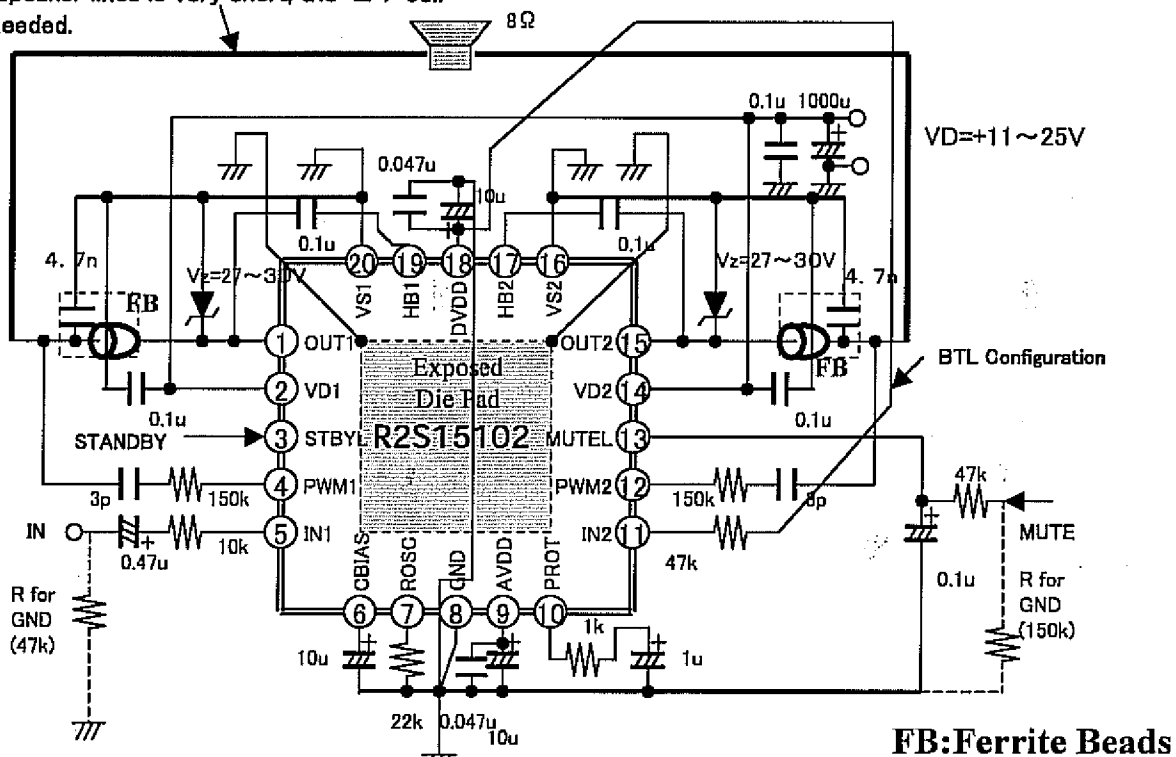 eeded.
8Ω
0.1u 1000u
VD=+11～25V
0.047u
10u
0.1u
0.1u
4. 7n
Vz=27～30V
Vz=27～30V
4. 7n
FB
FB
20 19 18 17 16
VS1 HB1 DVDD HB2 VS2
1 OUT1
OUT2 15
Exposed
Die Pad
R2S15102
BTL Configuration
2 VD1
VD2 14
0.1u
0.1u
STANDBY
3 STBYL
MUTEL 13
4 PWM1
PWM2 12
3p 150k
150k 3p
47k
IN
5 IN1
IN2 11
0.47u 10k
47k
MUTE
0.1u
R for
GND
(47k)
R for
GND
(150k)
CBIAS ROSC GND AVDD PROT
6 7 8 9 10
1k
10u
1u
22k 0.047u
10u
FB:Ferrite Beads